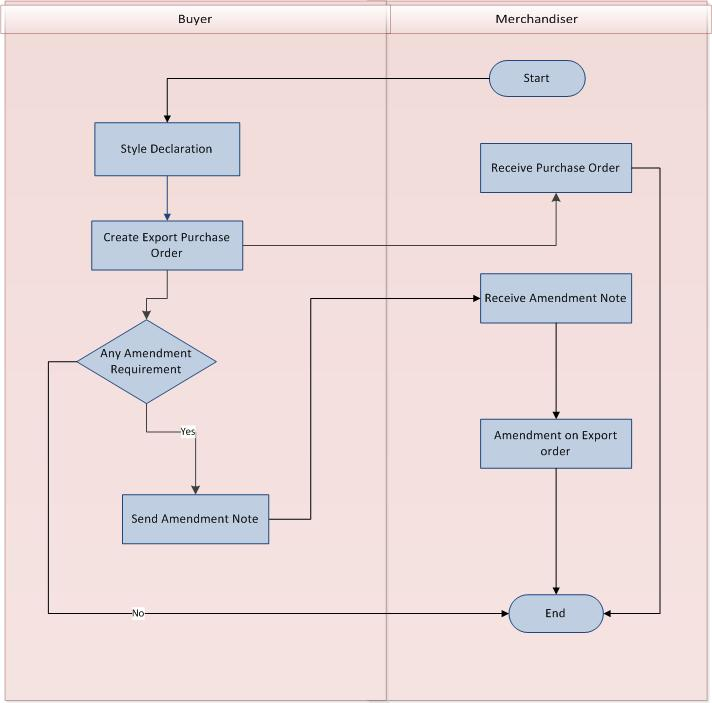 Buyer
Merchandiser
Start
Style Declaration
Receive Purchase Order
Create Export Purchase
Order
Receive Amendment Note
Any Amendment
Requirement
Yes
Amendment on Export
order
Send Amendment Note
No
End